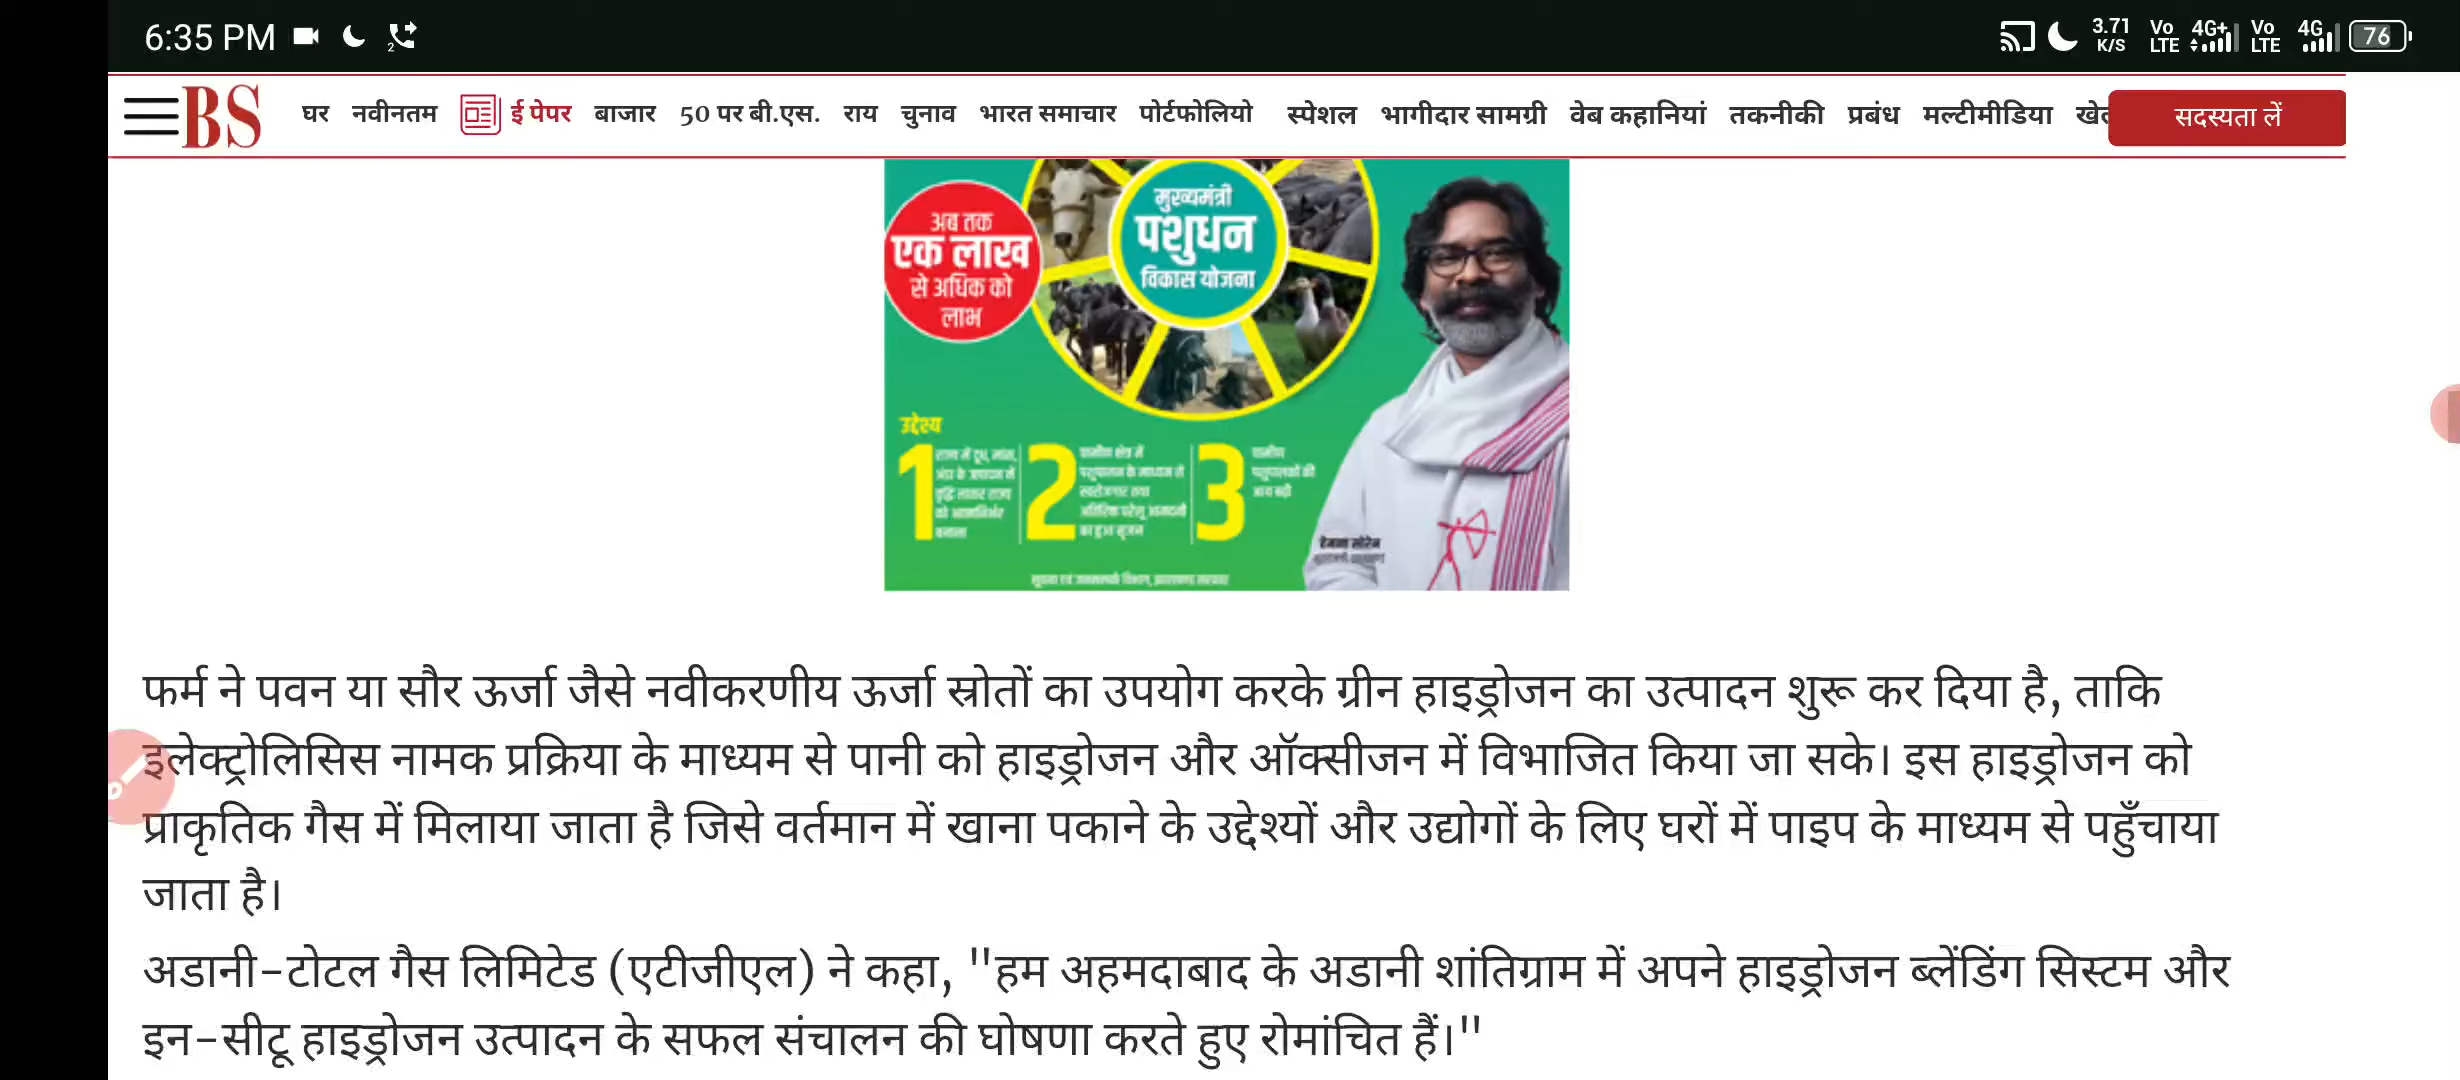 6:35 PM
2
3.71 K/S Vo LTE 4G+ Vo LTE 4G 76
BS घर नवीनतम ई पेपर बाजार 50 पर बी.एस. राय चुनाव भारत समाचार पोर्टफोलियो स्पेशल भागीदार सामग्री वेब कहानियां तकनीकी प्रबंध मल्टीमीडिया सदस्यता लें
अब तक
एक लाख
से अधिक को
लाभ
मुख्यमंत्री
पशुधन
विकास योजना
उद्देश्य
1 2 3
फर्म ने पवन या सौर ऊर्जा जैसे नवीकरणीय ऊर्जा स्रोतों का उपयोग करके ग्रीन हाइड्रोजन का उत्पादन शुरू कर दिया है, ताकि
इलेक्ट्रोलिसिस नामक प्रक्रिया के माध्यम से पानी को हाइड्रोजन और ऑक्सीजन में विभाजित किया जा सके। इस हाइड्रोजन को
प्राकृतिक गैस में मिलाया जाता है जिसे वर्तमान में खाना पकाने के उद्देश्यों और उद्योगों के लिए घरों में पाइप के माध्यम से पहुँचाया
जाता है।
अडानी-टोटल गैस लिमिटेड (एटीजीएल) ने कहा, "हम अहमदाबाद के अडानी शांतिग्राम में अपने हाइड्रोजन ब्लेंडिंग सिस्टम और
इन-सीटू हाइड्रोजन उत्पादन के सफल संचालन की घोषणा करते हुए रोमांचित हैं।"